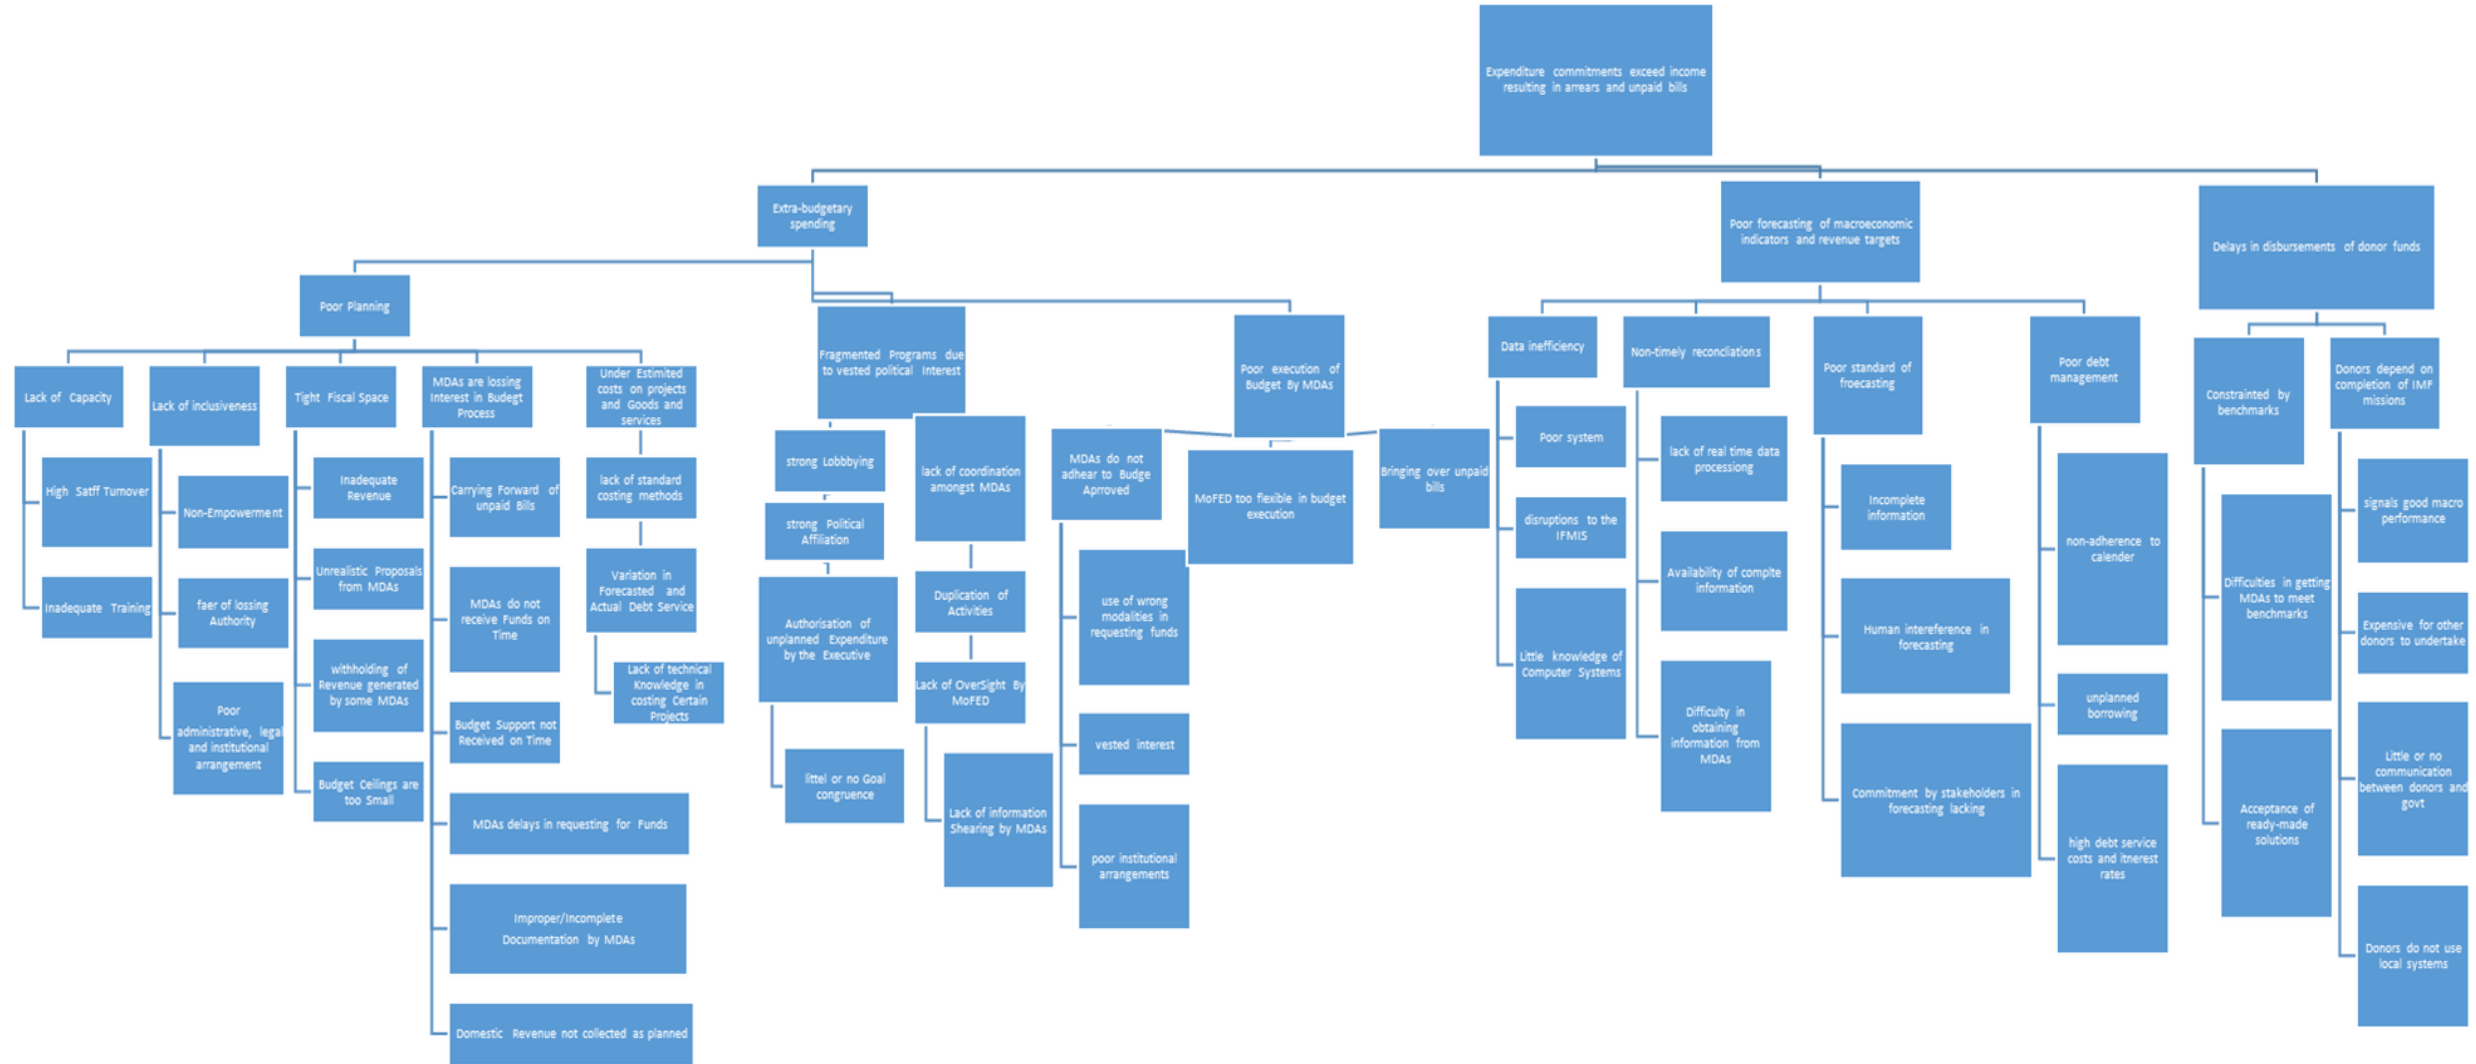 Expenditure commitments exceed income
resulting in arrears and unpaid bills
Extra-budgetary
spending
Poor forecasting of macroeconomic
indicators and revenue targets
Delays in disbursements of donor funds
Poor Planning
Fragmented Programs due
to vested political Interest
Poor execution of
Budget By MDAs
Data inefficiency
Non-timely reconcliations
Poor standard of
froecasting
Poor debt
management
Constrainted by
benchmarks
Donors depend on
completion of IMF
missions
Lack of Capacity
Lack of inclusiveness
Tight Fiscal Space
MDAs are lossing
Interest in Budegt
Process
Under Estimited
costs on projects
and Goods and
services
High Satff Turnover
Inadequate Training
Non-Empowerment
faer of lossing
Authority
Poor
administrative, legal
and institutional
arrangement
Inadequate
Revenue
Unrealistic Proposals
from MDAs
withholding of
Revenue generated
by some MDAs
Budget Ceilings are
too Small
Carrying Forward of
unpaid Bills
MDAs do not
receive Funds on
Time
Budget Support not
Received on Time
MDAs delays in requesting for Funds
Improper/Incomplete
Documentation by MDAs
Domestic Revenue not collected as planned
lack of standard
costing methods
Variation in
Forecasted and
Actual Debt Service
Lack of technical
Knowledge in
costing Certain
Projects
strong Lobbbying
strong Political
Affiliation
Authorisation of
unplanned Expenditure
by the Executive
littel or no Goal
congruence
lack of coordination
amongst MDAs
Duplication of
Activities
Lack of OverSight By
MoFED
Lack of information
Shearing by MDAs
MDAs do not
adhear to Budge
Aprroved
use of wrong
modalities in
requesting funds
vested interest
poor institutional
arrangements
MoFED too flexible in budget
execution
Bringing over unpaid
bills
Poor system
disruptions to the
IFMIS
Little knowledge of
Computer Systems
lack of real time data
processiong
Availability of complte
information
Difficulty in
obtaining
information from
MDAs
Incomplete
information
Human intereference in
forecasting
Commitment by stakeholders in
forecasting lacking
non-adherence to
calender
unplanned
borrowing
high debt service
costs and itnerest
rates
Difficulties in getting
MDAs to meet
benchmarks
Acceptance of
ready-made
solutions
signals good macro
performance
Expensive for other
donors to undertake
Little or no
communication
between donors and
govt
Donors do not use
local systems